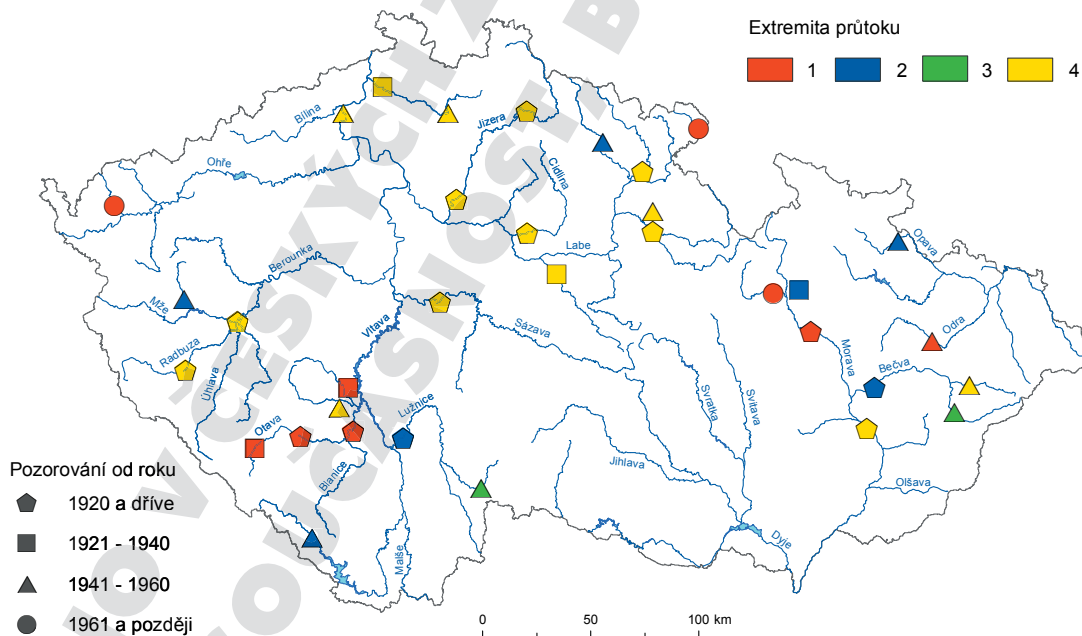 Extremita průtoku
1 2 3 4
Bílina
Jizera
Ohře
Cidlina
Labe
Opava
Berounka
Mže
Vltava
Sázava
Radbuza
Úhlava
Odra
Morava
Bečva
Svratka
Svitava
Lužnice
Otava
Blanice
Jihlava
Olšava
Malše
Dyje
Pozorování od roku
1920 a dříve
1921 - 1940
1941 - 1960
1961 a později
0 50 100 km
V ČESKÝCH Z
OUČASNOST